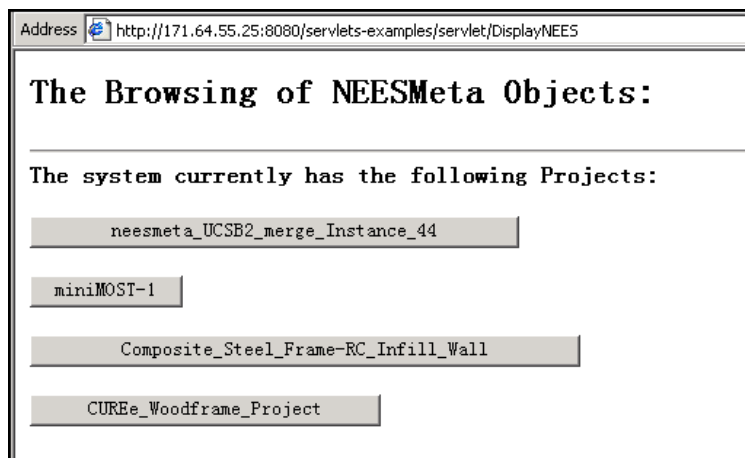 Address http://171.64.55.25:8080/servlets-examples/servlet/DisplayNEES
The Browsing of NEESMeta Objects:
The system currently has the following Projects:
neesmeta_UCSB2_merge_Instance_44
miniMOST-1
Composite_Steel_Frame-RC_Infill_Wall
CUREe_Woodframe_Project